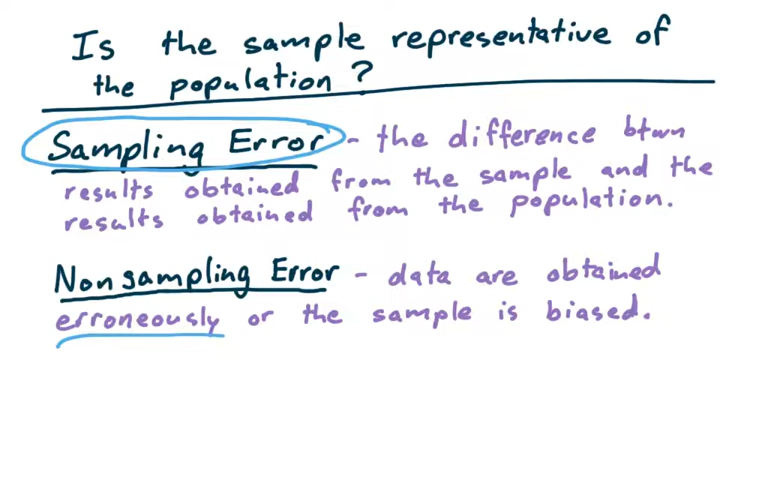 Is the sample representative of
the population?
Sampling Error - the difference btwn
results obtained from the sample and the
results obtained from the population.
Nonsampling Error - data are obtained
erroneously or the sample is biased.